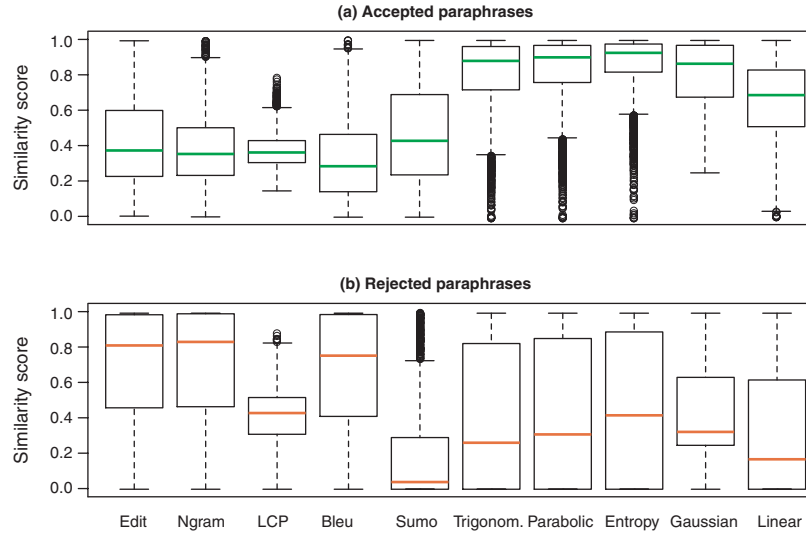 (a) Accepted paraphrases
Similarity score
1.0
0.8
0.6
0.4
0.2
0.0
(b) Rejected paraphrases
Similarity score
1.0
0.8
0.6
0.4
0.2
0.0
Edit Ngram LCP Bleu Sumo Trigonom. Parabolic Entropy Gaussian Linear